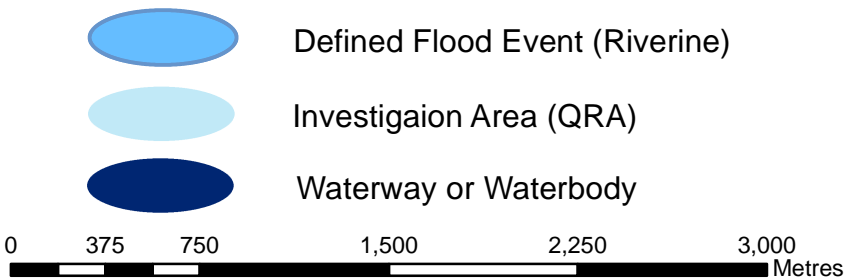 Defined Flood Event (Riverine)
Investigaion Area (QRA)
Waterway or Waterbody
0 375 750 1,500 2,250 3,000
Metres